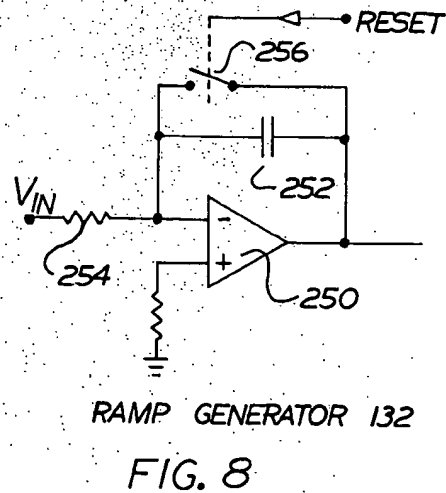 RESET
256
252
VIN
254
-
+
250
RAMP GENERATOR 132
FIG. 8